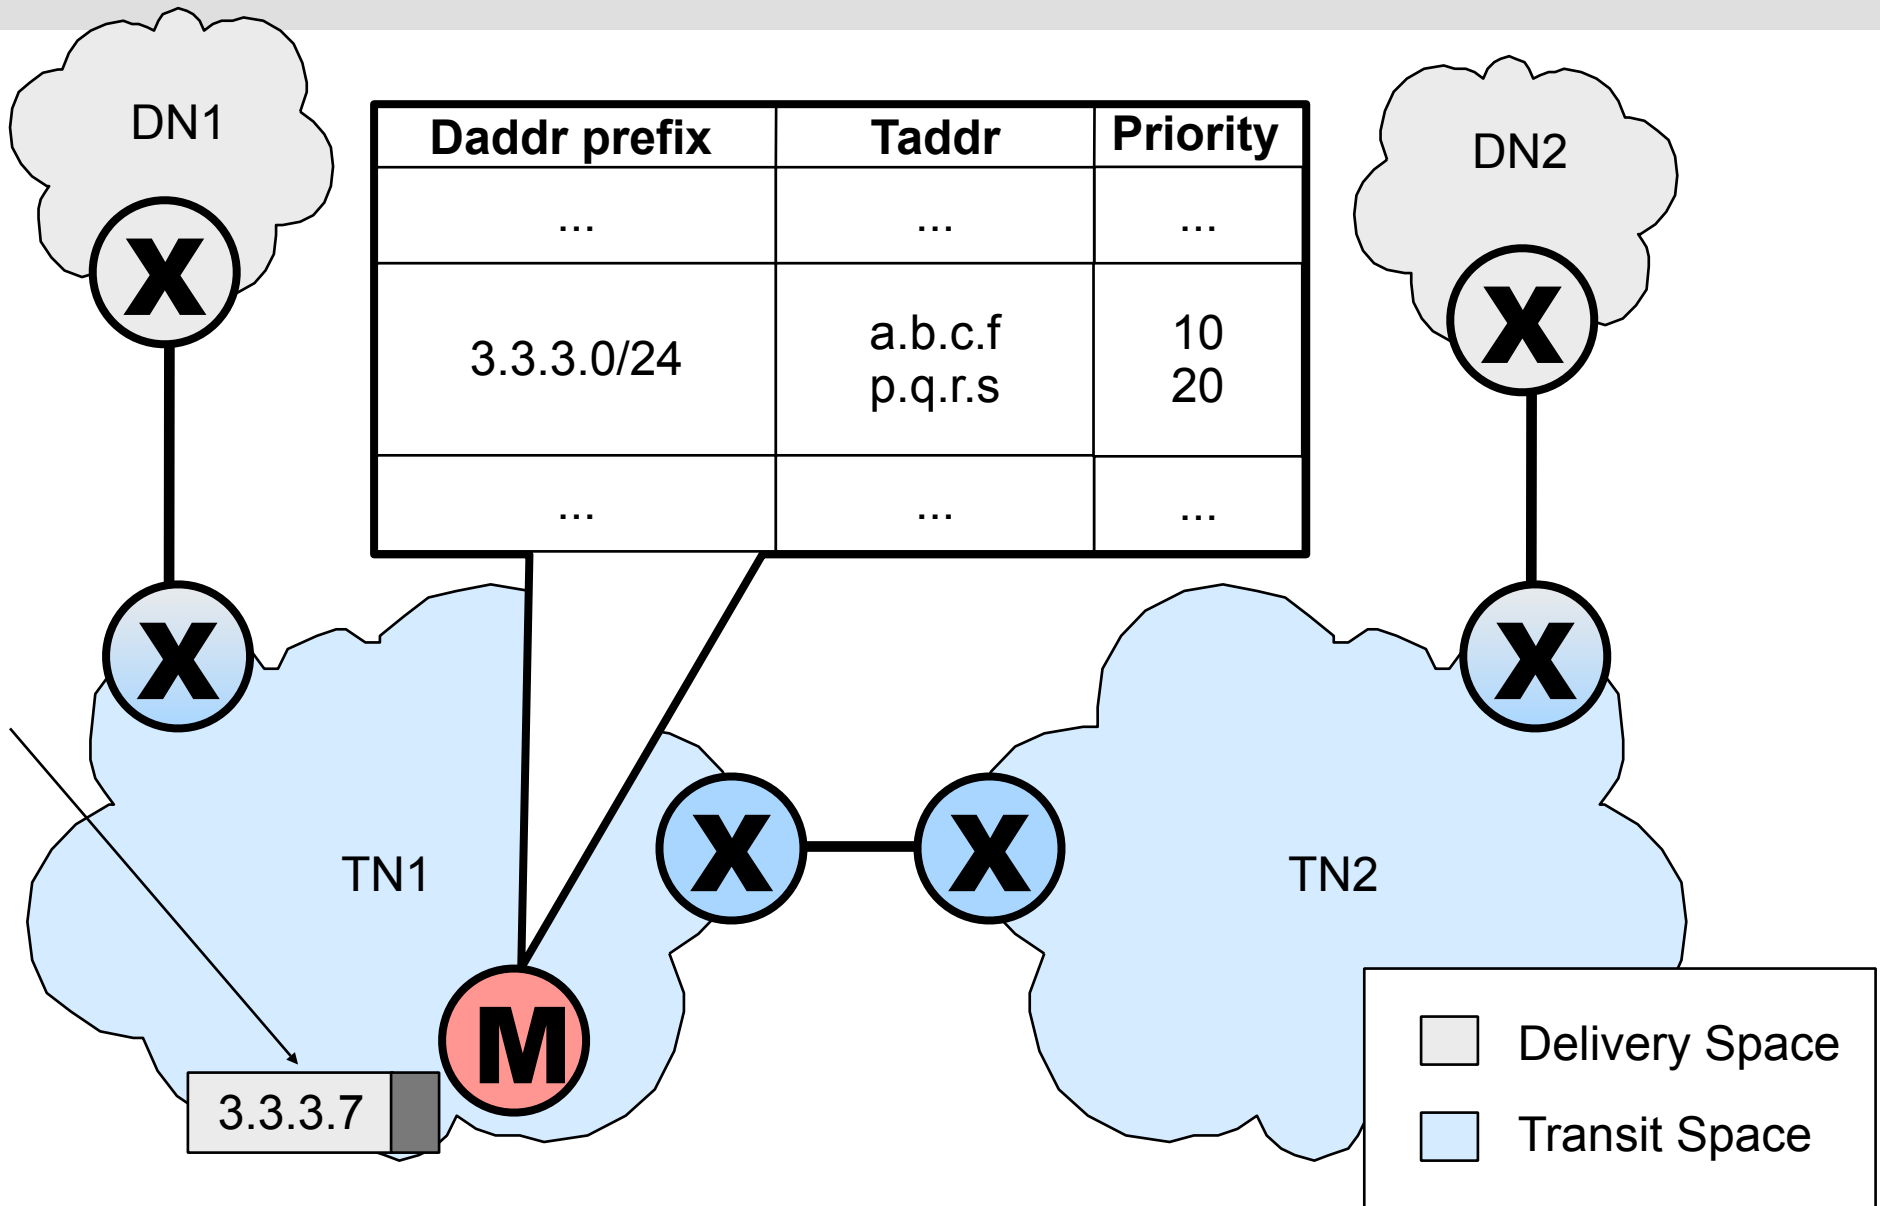 DN1
DN2
Daddr prefix Taddr Priority
... ... ...
3.3.3.0/24 a.b.c.f 10
p.q.r.s 20
... ... ...
X
X
X
X
TN1
X
X
TN2
M
3.3.3.7
Delivery Space
Transit Space